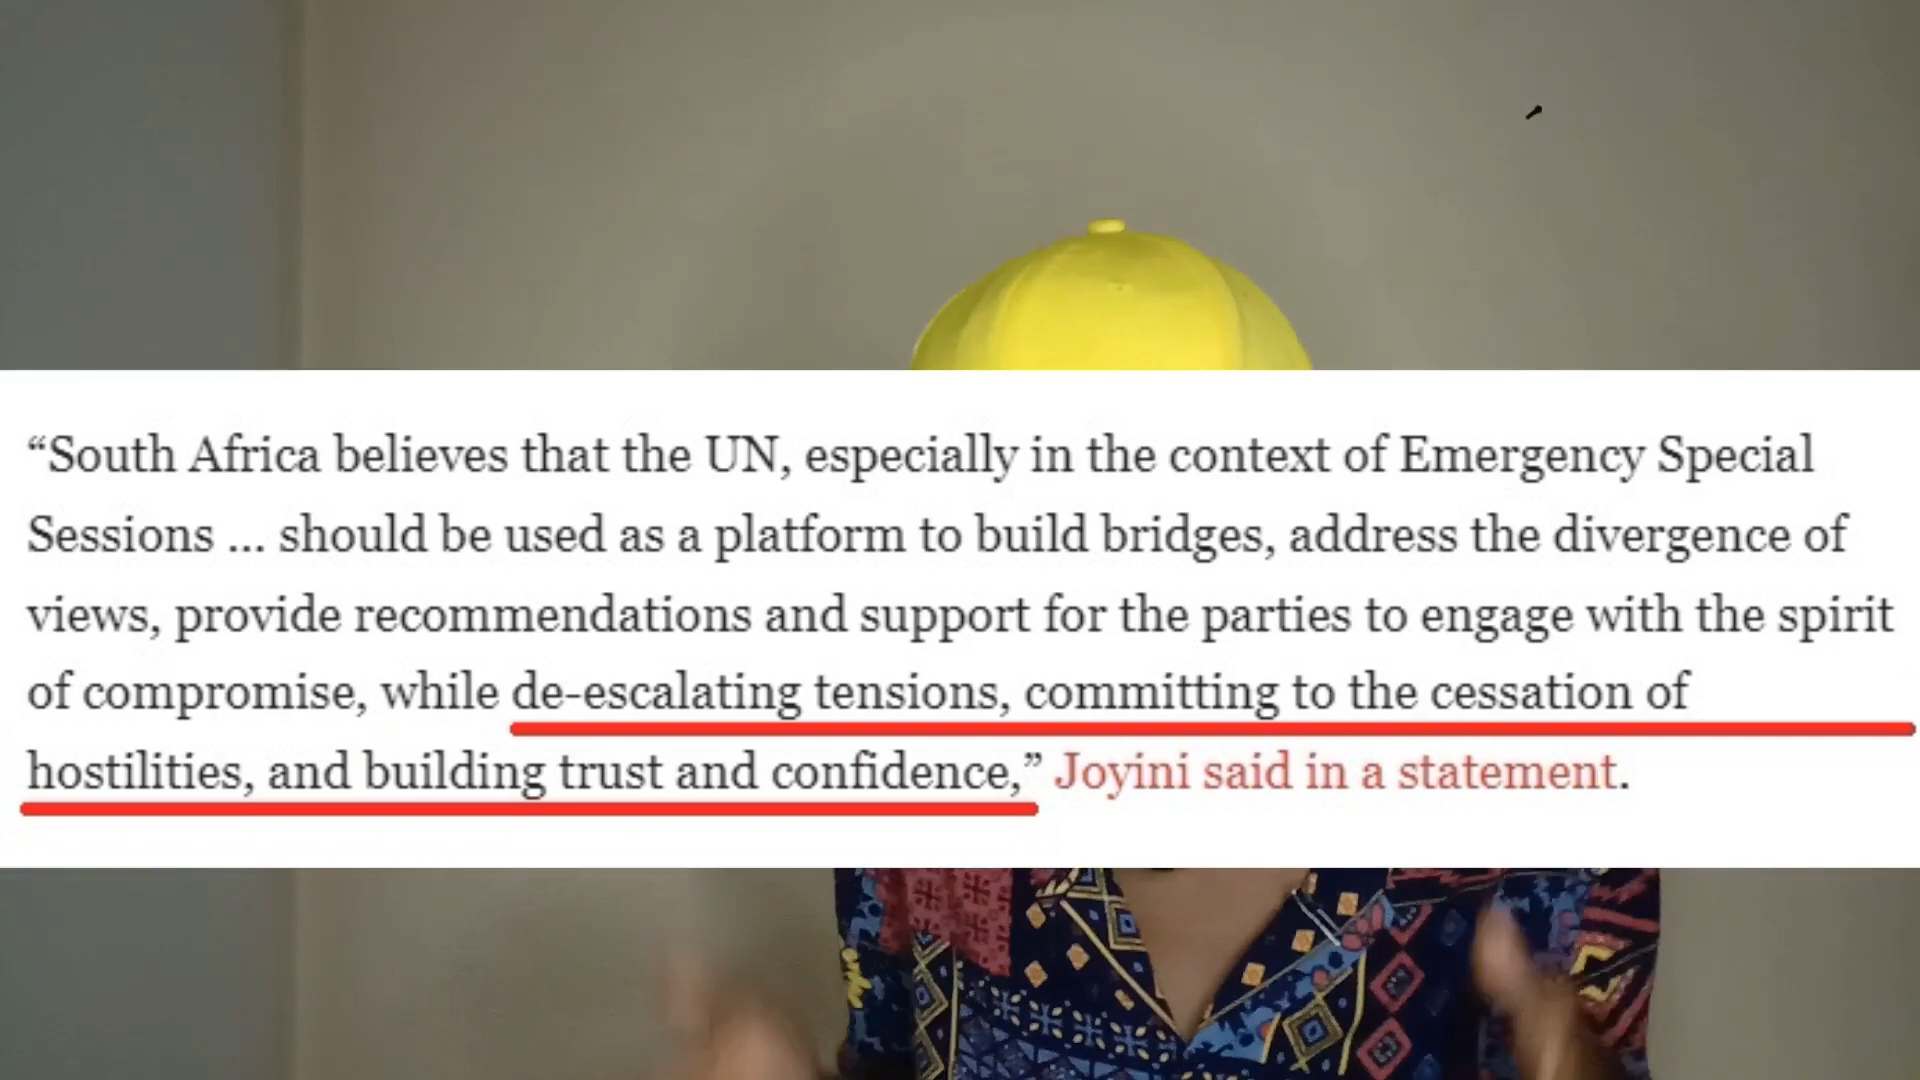 “South Africa believes that the UN, especially in the context of Emergency Special
Sessions ... should be used as a platform to build bridges, address the divergence of
views, provide recommendations and support for the parties to engage with the spirit
of compromise, while de-escalating tensions, committing to the cessation of
hostilities, and building trust and confidence,” Joyini said in a statement.